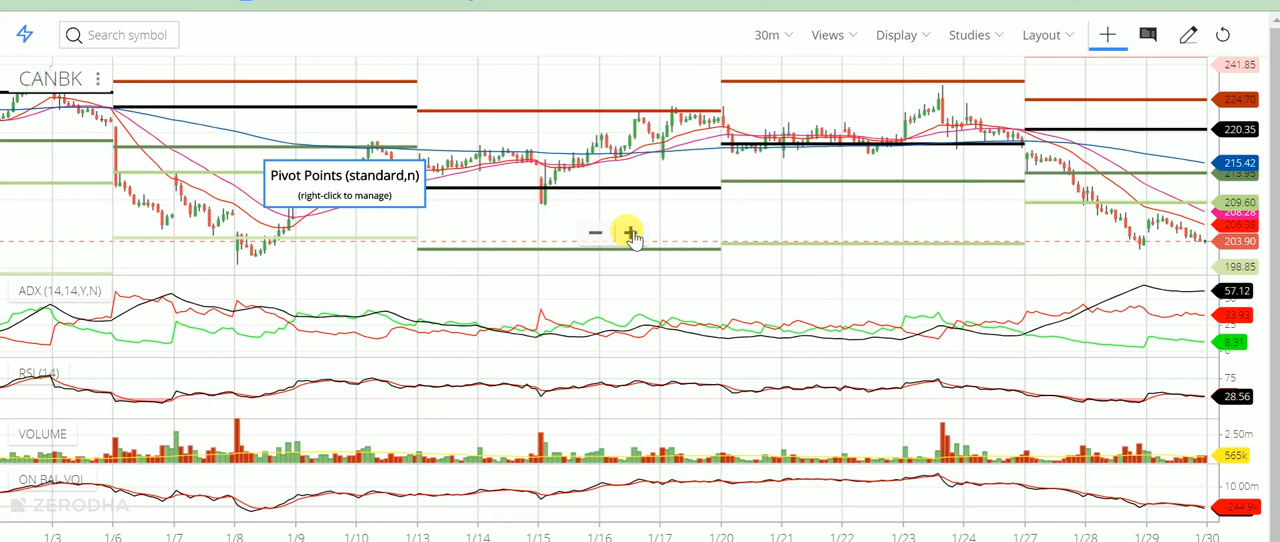 Search symbol
30m
Views
Display
Studies
Layout
CANBK
241.85
224.70
220.35
215.42
213.95
209.60
208.28
206.38
203.90
198.85
Pivot Points (standard,n)
(right-click to manage)
ADX (14,14,Y,N)
57.12
33.93
25
8.31
0
RSI (14)
75
28.56
VOLUME
2.50m
565k
ON BAL VOL
10.00m
ZERODHA
1/3 1/6 1/7 1/8 1/9 1/10 1/13 1/14 1/15 1/16 1/17 1/20 1/21 1/22 1/23 1/24 1/27 1/28 1/29 1/30